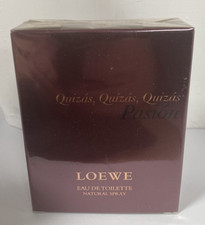 Quizás, Quizás, Quizás
Pasión
LOEWE
EAU DE TOILETTE
NATURAL SPRAY